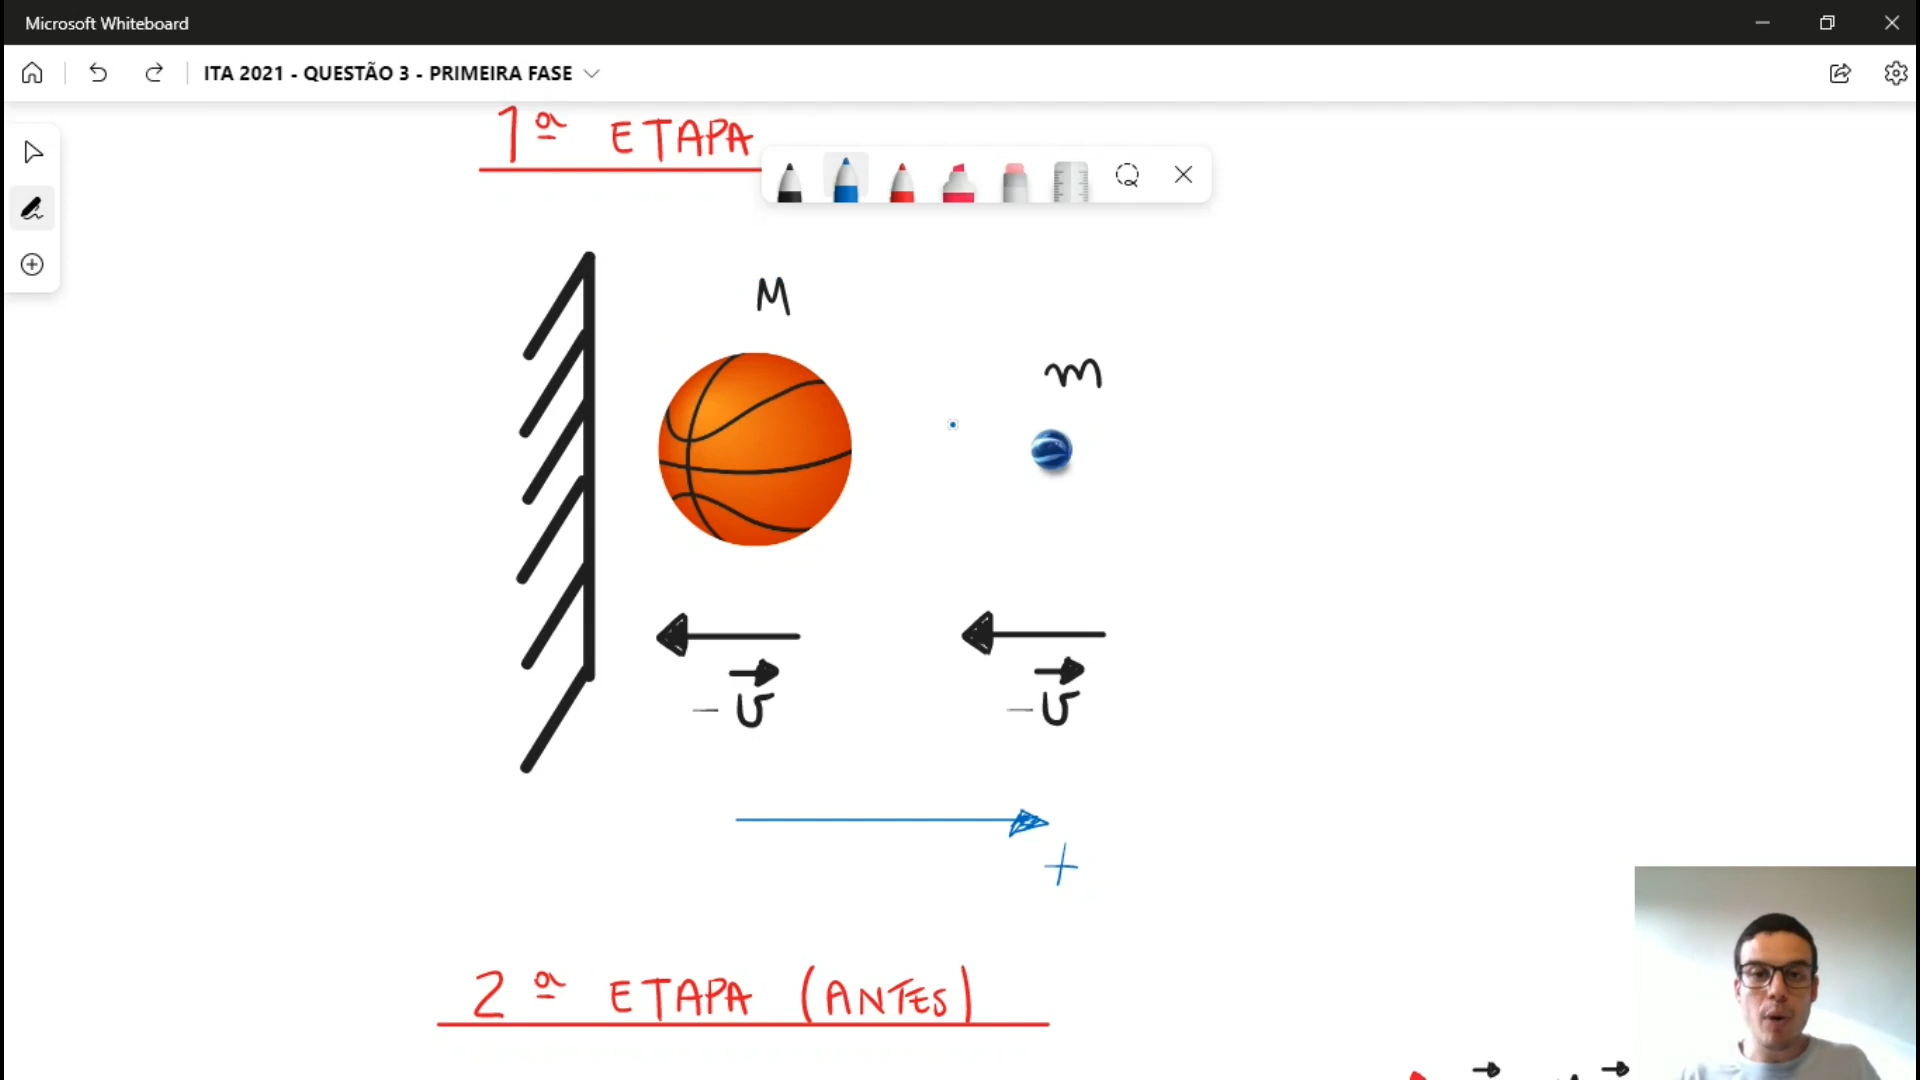 Microsoft Whiteboard
ITA 2021 - QUESTÃO 3 - PRIMEIRA FASE
1ª ETAPA
M
m
-v
-v
+
2ª ETAPA (ANTES)